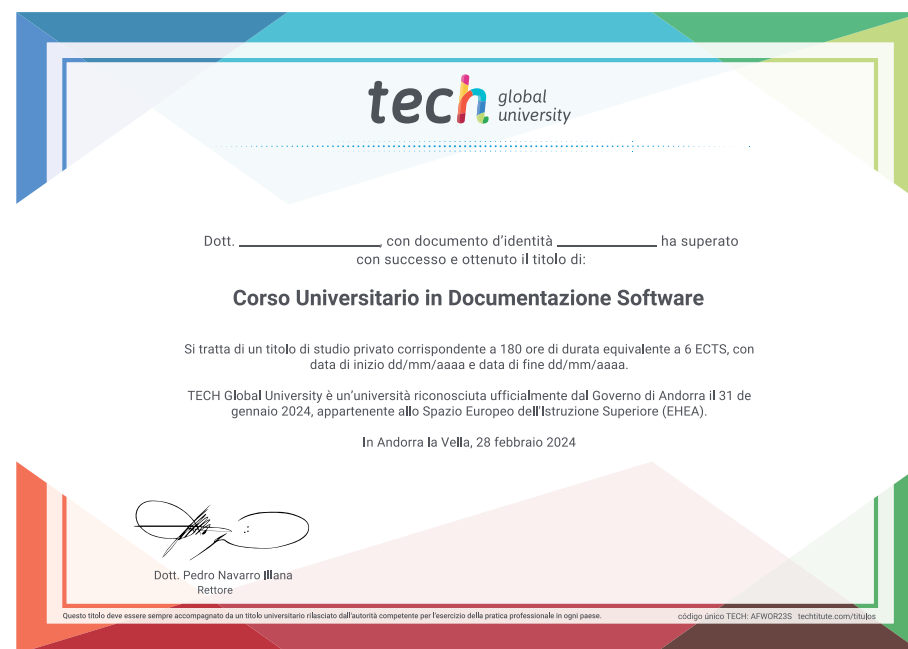 tech global university
Dott. ____________, con documento d'identità ____________ ha superato
con successo e ottenuto il titolo di:
Corso Universitario in Documentazione Software
Si tratta di un titolo di studio privato corrispondente a 180 ore di durata equivalente a 6 ECTS, con
data di inizio dd/mm/aaaa e data di fine dd/mm/aaaa.
TECH Global University è un'università riconosciuta ufficialmente dal Governo di Andorra il 31 de
gennaio 2024, appartenente allo Spazio Europeo dell'Istruzione Superiore (EHEA).
In Andorra la Vella, 28 febbraio 2024
Dott. Pedro Navarro Illana
Rettore
Questo titolo deve essere sempre accompagnato da un titolo universitario rilasciato dall'autorità competente per l'esercizio della pratica professionale in ogni paese.
código único TECH: AFWOR23S techtitute.com/titulos